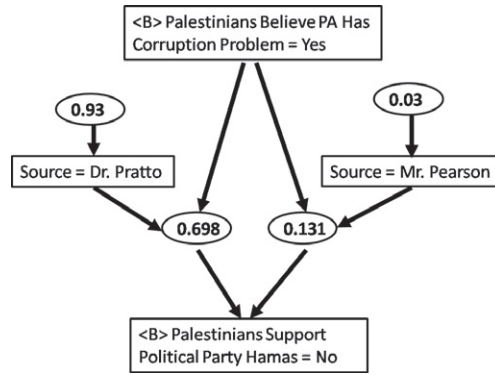 <B> Palestinians Believe PA Has
Corruption Problem = Yes
0.93
0.03
Source = Dr. Pratto
Source = Mr. Pearson
0.698
0.131
<B> Palestinians Support
Political Party Hamas = No